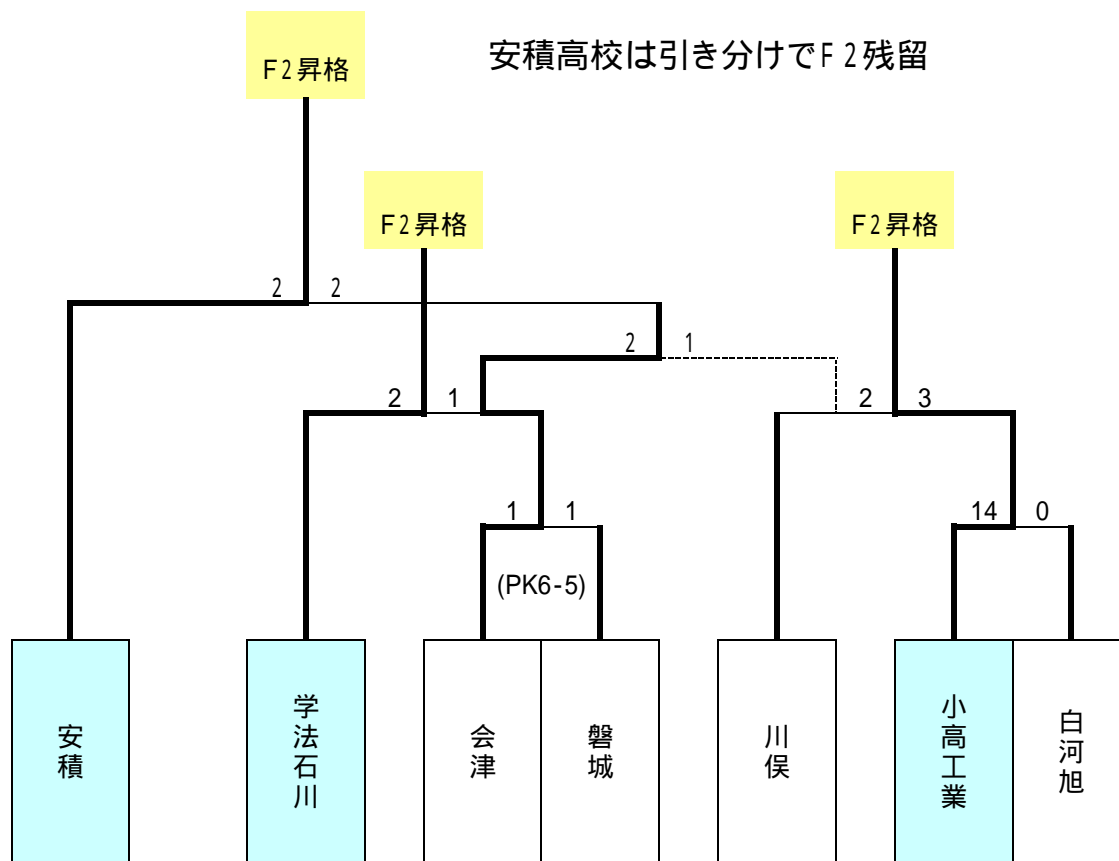 安積高校は引き分けでF2残留
F2昇格
F2昇格
F2昇格
2 2
2 1
2 1
2 3
1 1
14 0
(PK6-5)
安積
学法石川
会津
磐城
川俣
小高工業
白河旭